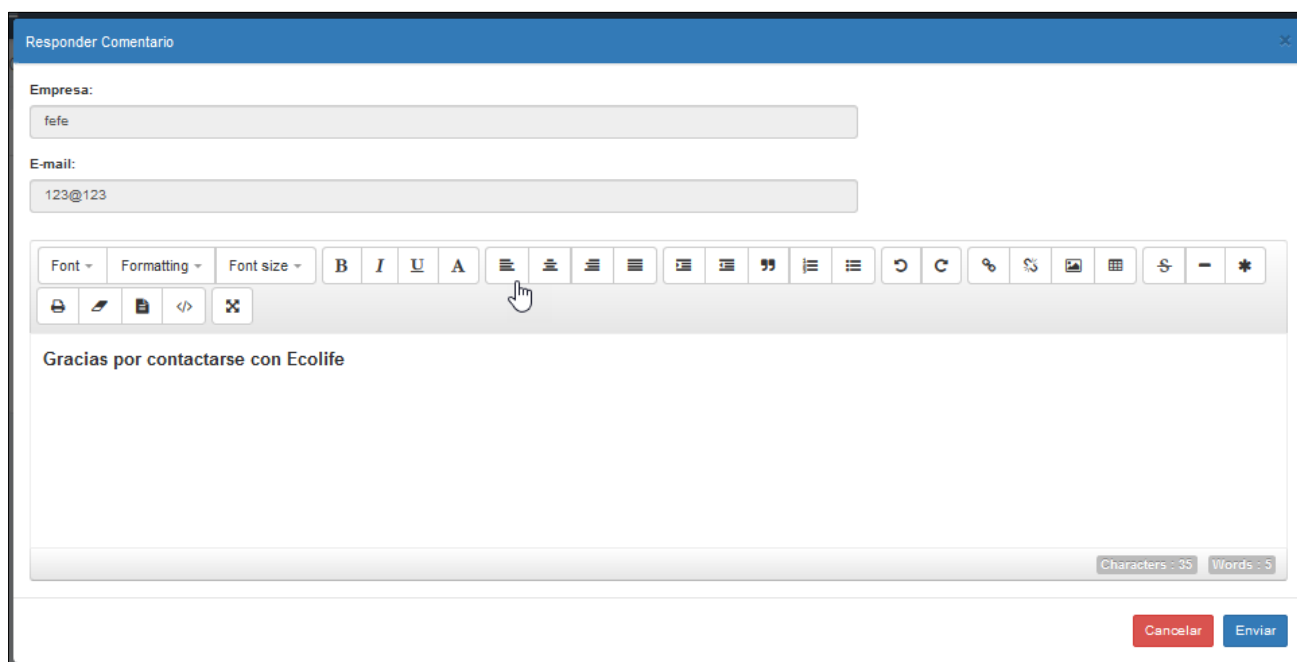 Responder Comentario ×
Empresa:
fefe
E-mail:
123@123
Font Formatting Font size B I U A S
Gracias por contactarse con Ecolife
Characters : 35 Words : 5
Cancelar Enviar